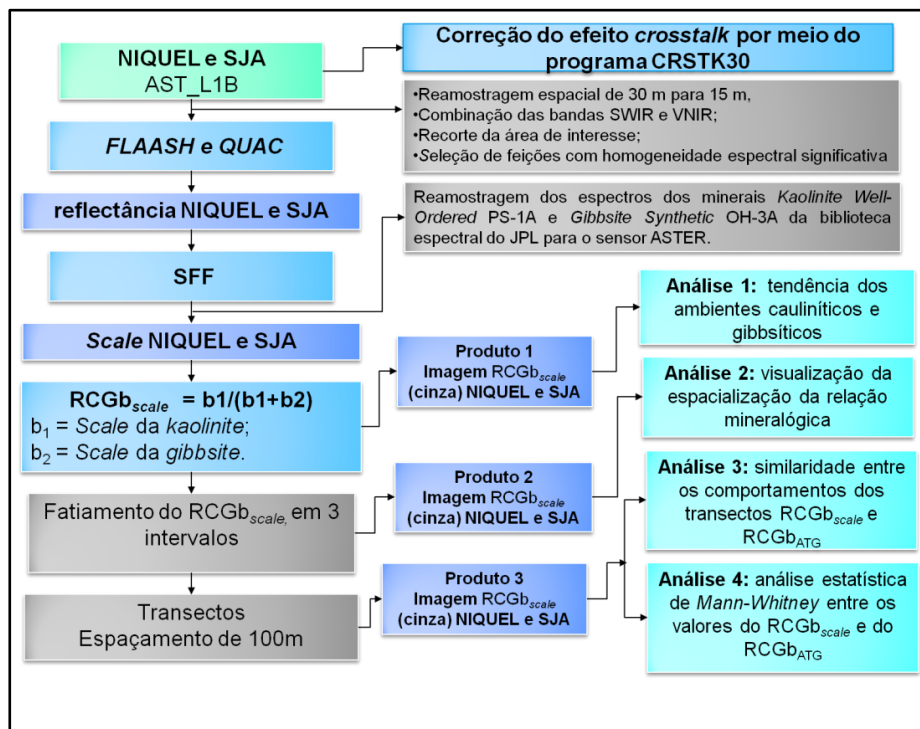 NIQUEL e SJA
AST_L1B
Correção do efeito crosstalk por meio do
programa CRSTK30
•Reamostragem espacial de 30 m para 15 m,
•Combinação das bandas SWIR e VNIR;
•Recorte da área de interesse;
•Seleção de feições com homogeneidade espectral significativa
FLAASH e QUAC
reflectância NIQUEL e SJA
Reamostragem dos espectros dos minerais Kaolinite Well-
Ordered PS-1A e Gibbsite Synthetic OH-3A da biblioteca
espectral do JPL para o sensor ASTER.
SFF
Scale NIQUEL e SJA
RCGbscale = b1/(b1+b2)
b1 = Scale da kaolinite;
b2 = Scale da gibbsite.
Fatiamento do RCGbscale, em 3
intervalos
Transectos
Espaçamento de 100m
Produto 1
Imagem RCGbscale
(cinza) NIQUEL e SJA
Produto 2
Imagem RCGbscale
(cinza) NIQUEL e SJA
Produto 3
Imagem RCGbscale
(cinza) NIQUEL e SJA
Análise 1: tendência dos
ambientes cauliníticos e
gibbsíticos
Análise 2: visualização da
espacialização da relação
mineralógica
Análise 3: similaridade entre
os comportamentos dos
transectos RCGbscale e
RCGbATG
Análise 4: análise estatística
de Mann-Whitney entre os
valores do RCGbscale e do
RCGbATG